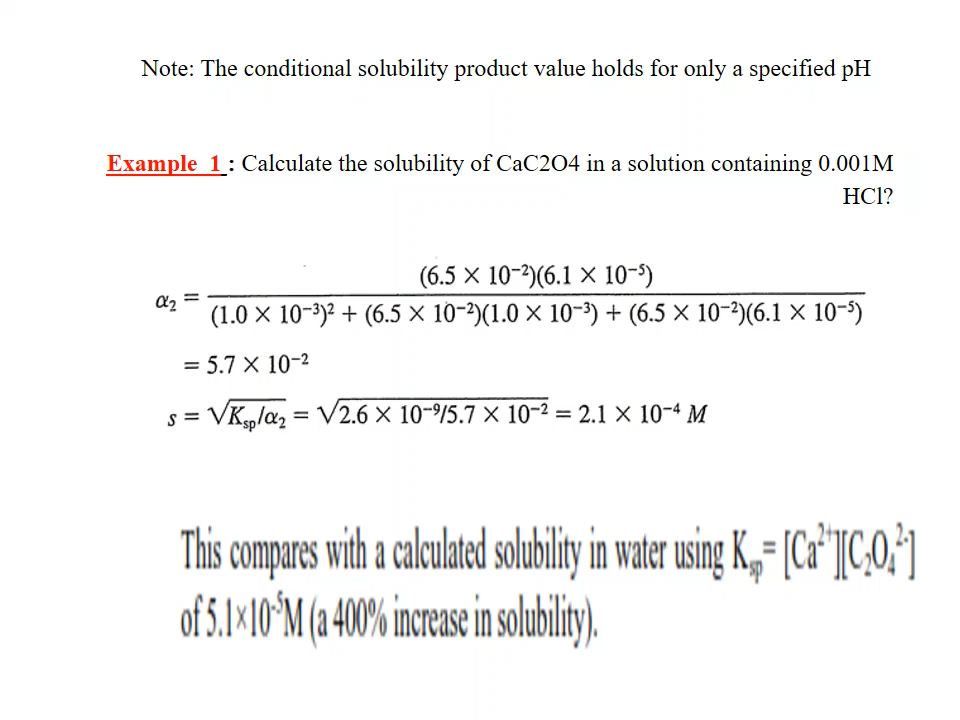 Note: The conditional solubility product value holds for only a specified pH
Example 1 : Calculate the solubility of CaC2O4 in a solution containing 0.001M
HCl?
α₂ = (6.5 × 10⁻²)(6.1 × 10⁻⁵) / (1.0 × 10⁻³)² + (6.5 × 10⁻²)(1.0 × 10⁻³) + (6.5 × 10⁻²)(6.1 × 10⁻⁵)
= 5.7 × 10⁻²
s = √Ksp/α₂ = √2.6 × 10⁻⁹/5.7 × 10⁻² = 2.1 × 10⁻⁴ M
This compares with a calculated solubility in water using Ksp= [Ca²⁺][C₂O₄²⁻]
of 5.1×10⁻⁵M (a 400% increase in solubility).